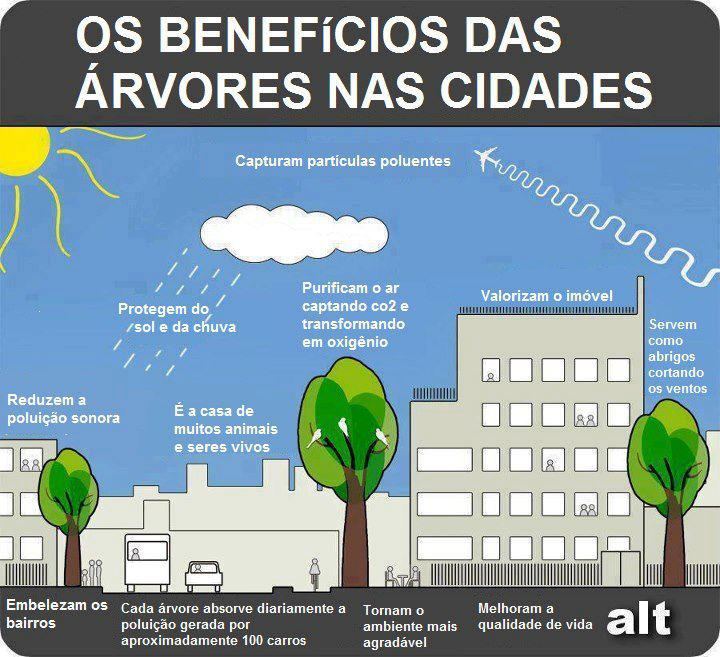 OS BENEFíCIOS DAS
ÁRVORES NAS CIDADES
Capturam partículas poluentes
Protegem do
sol e da chuva
Purificam o ar
captando co2 e
transformando
em oxigênio
Valorizam o imóvel
Servem
como
abrigos
cortando
os ventos
Reduzem a
poluição sonora
É a casa de
muitos animais
e seres vivos
Embelezam os
bairros
Cada árvore absorve diariamente a
poluição gerada por
aproximadamente 100 carros
Tornam o
ambiente mais
agradável
Melhoram a
qualidade de vida
alt